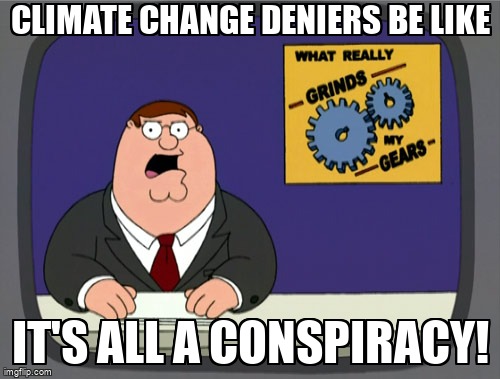 CLIMATE CHANGE DENIERS BE LIKE
WHAT REALLY
GRINDS
MY
GEARS
IT'S ALL A CONSPIRACY!
imgflip.com